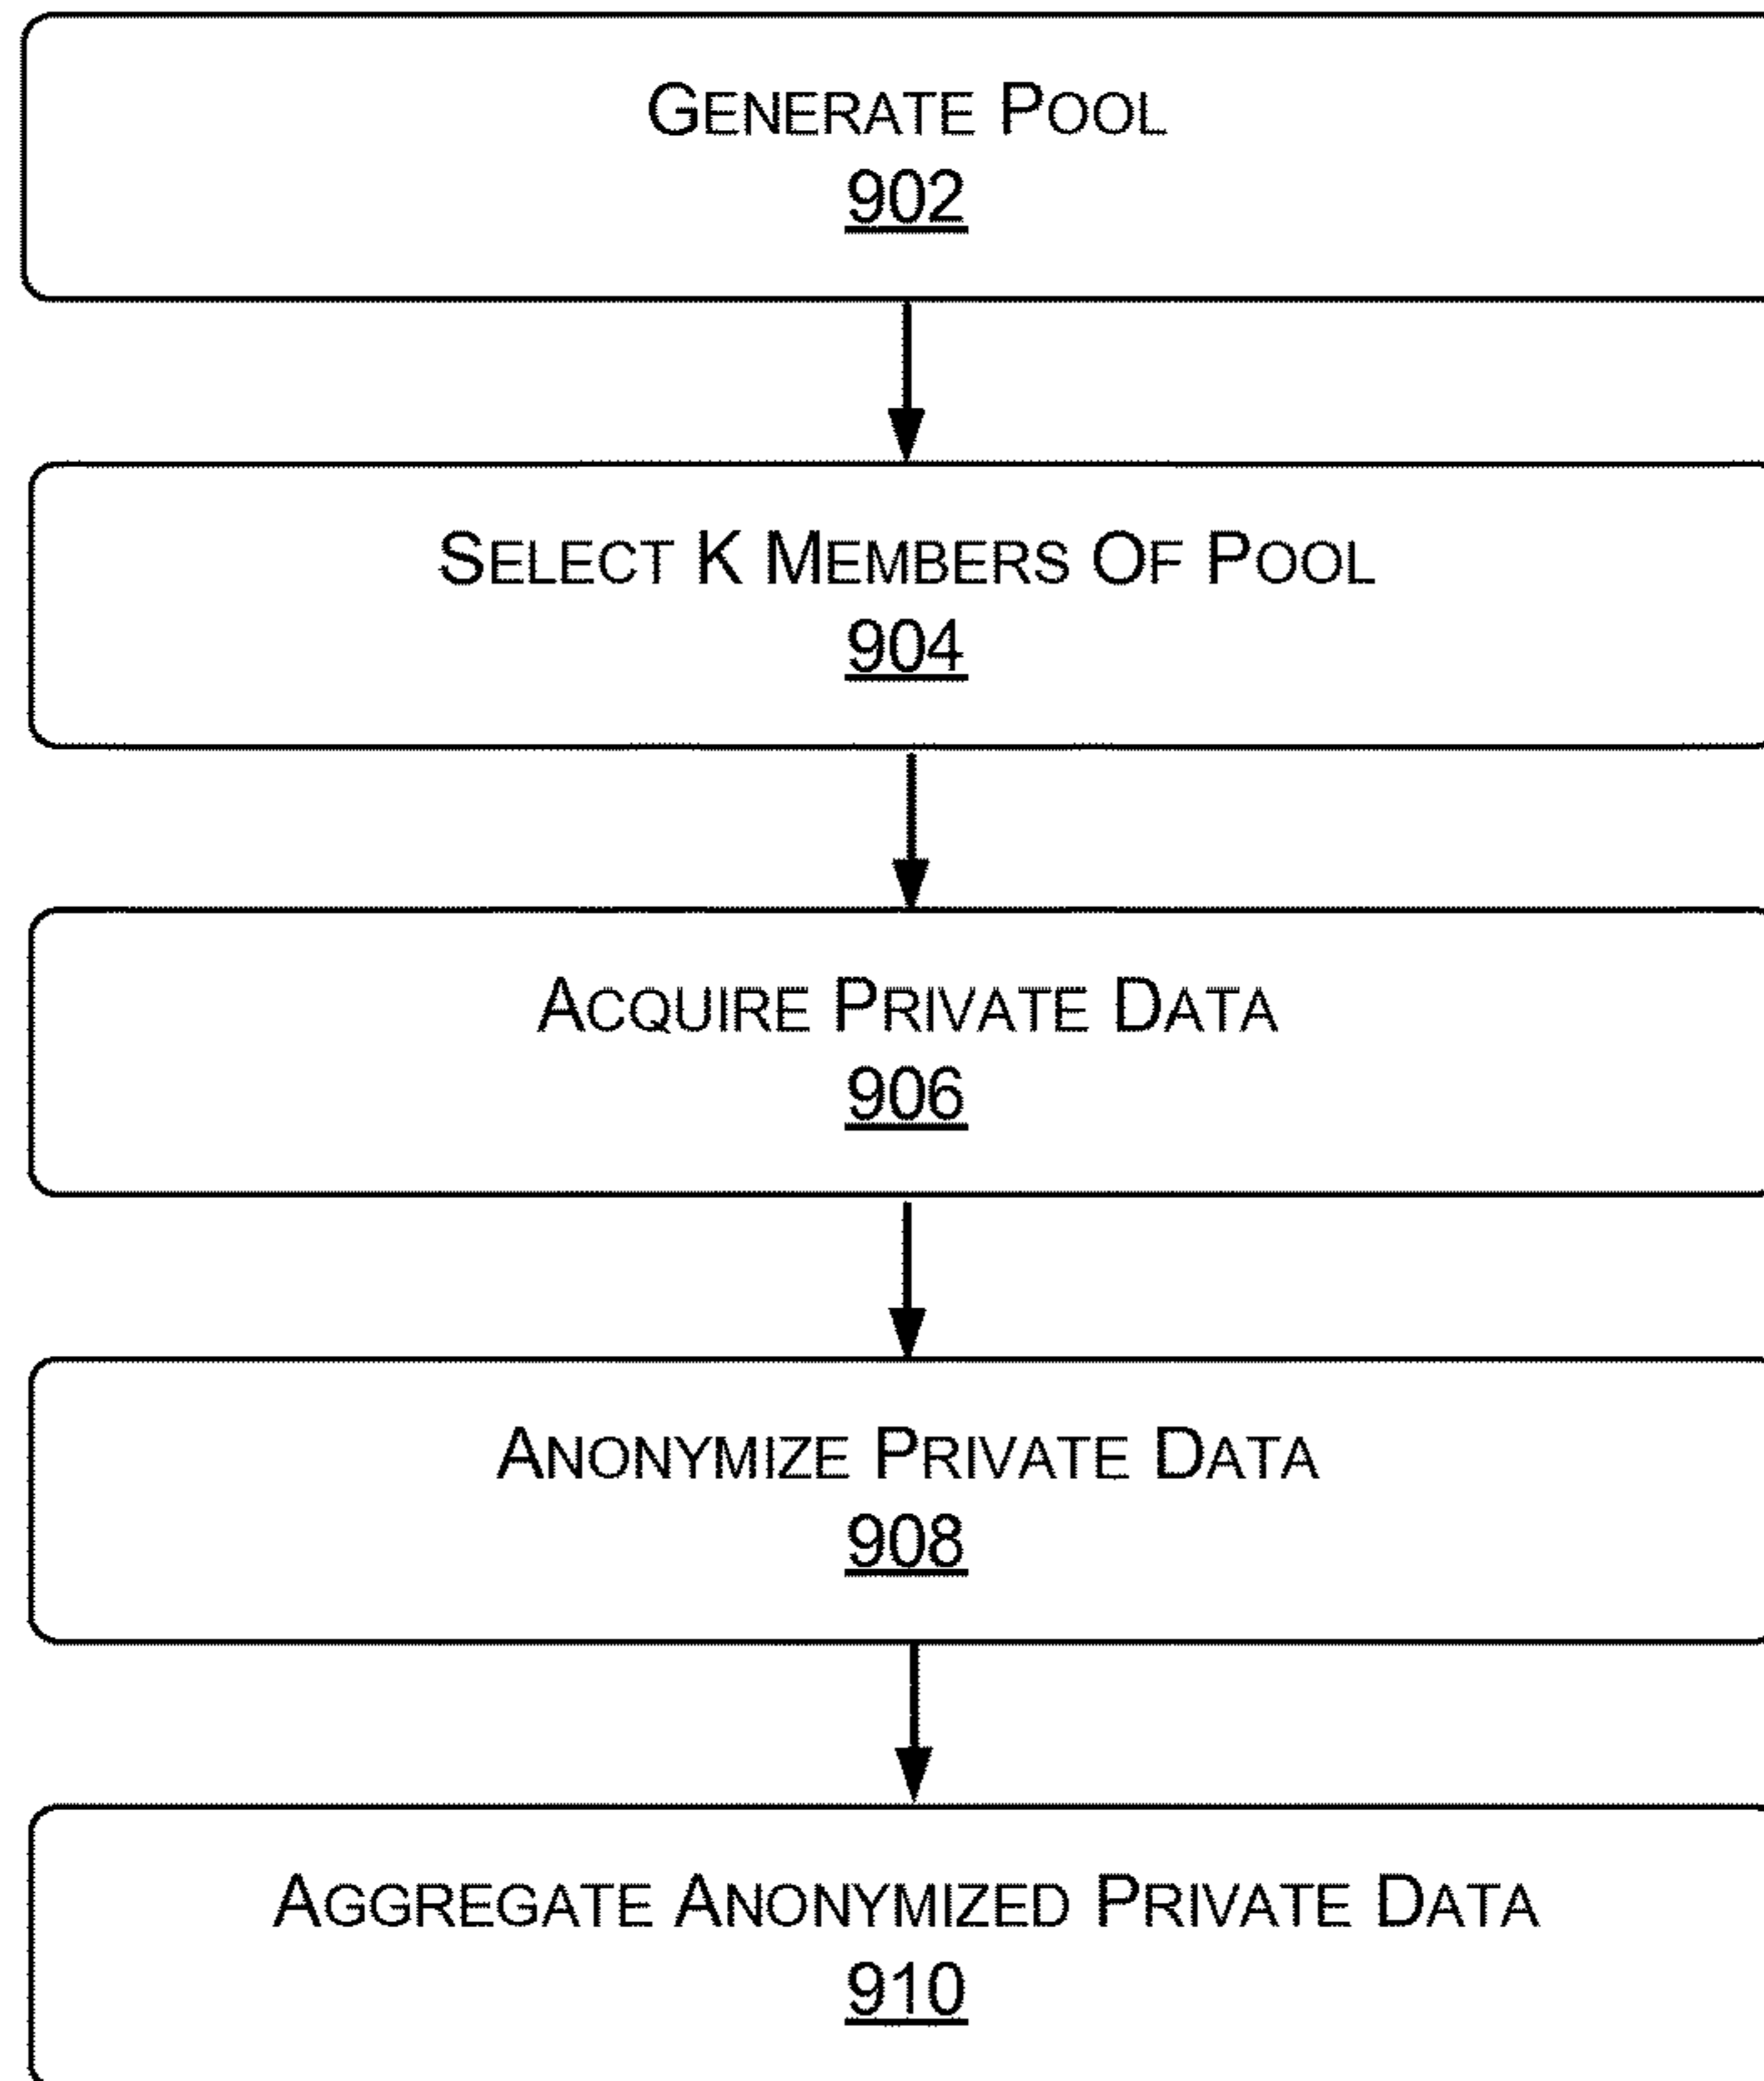 GENERATE POOL
902
SELECT K MEMBERS OF POOL
904
ACQUIRE PRIVATE DATA
906
ANONYMIZE PRIVATE DATA
908
AGGREGATE ANONYMIZED PRIVATE DATA
910